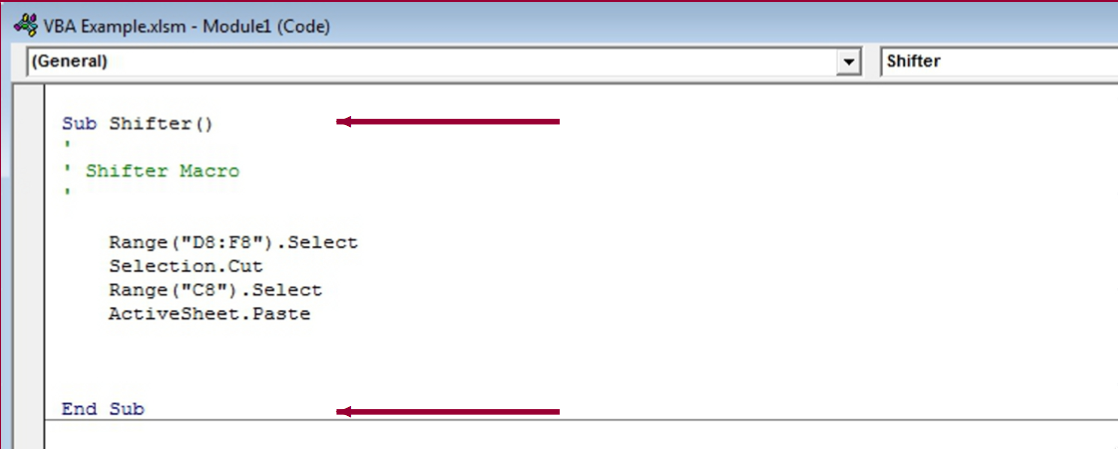 VBA Example.xlsm - Module1 (Code)
(General)
Shifter
Sub Shifter()
'
' Shifter Macro
'
Range("D8:F8").Select
Selection.Cut
Range("C8").Select
ActiveSheet.Paste
End Sub